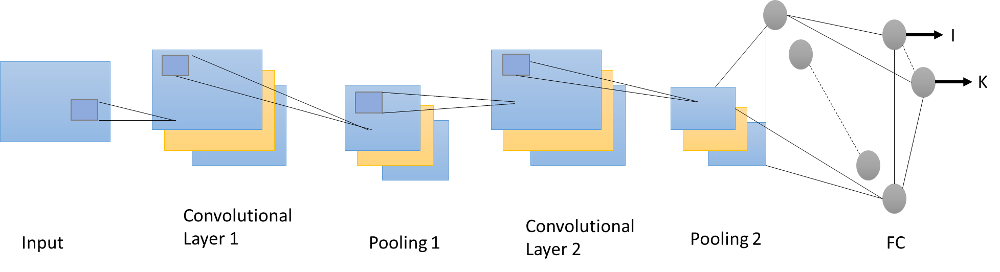 I
K
Convolutional
Layer 1
Convolutional
Layer 2
Input
Pooling 1
Pooling 2
FC